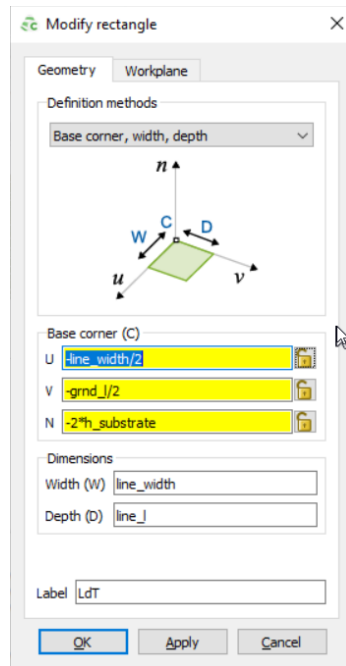 Modify rectangle
Geometry Workplane
Definition methods
Base corner, width, depth
n
C
W D
u v
Base corner (C)
U -line_width/2
V -grnd_l/2
N -2*h_substrate
Dimensions
Width (W) line_width
Depth (D) line_l
Label LdT
OK Apply Cancel